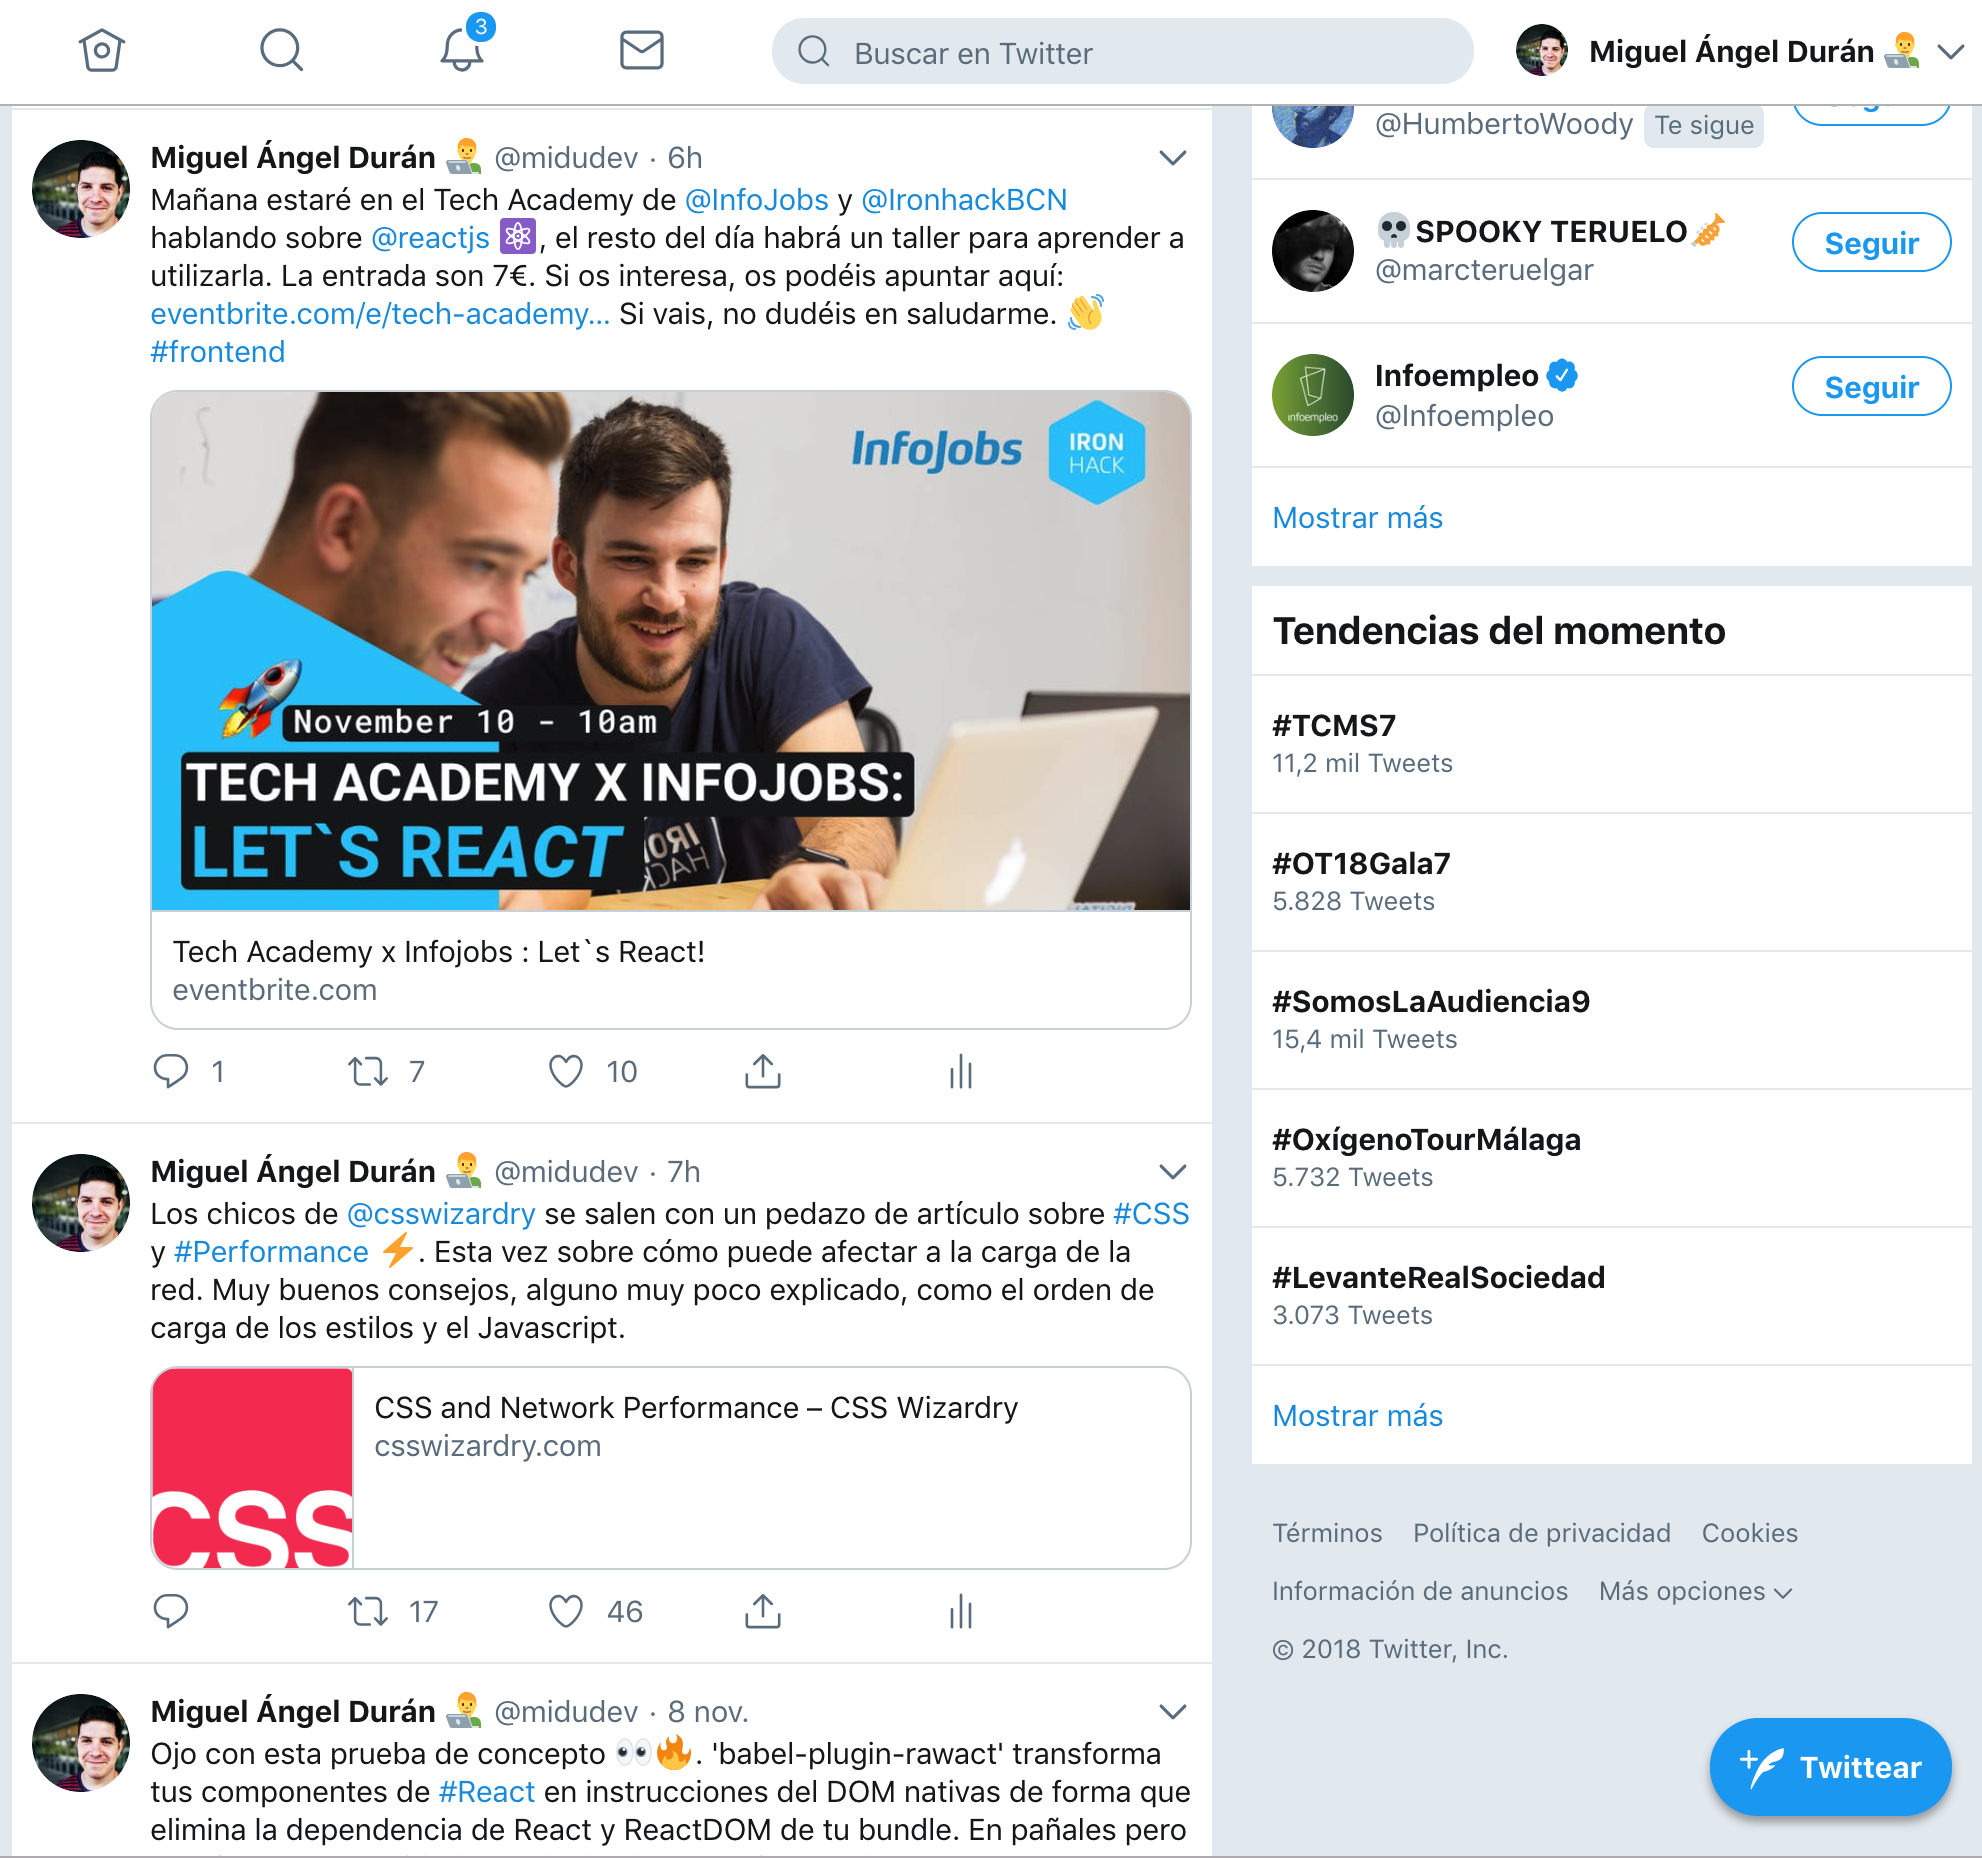 3
Buscar en Twitter
Miguel Ángel Durán
Miguel Ángel Durán @midudev · 6h
Mañana estaré en el Tech Academy de @InfoJobs y @IronhackBCN
hablando sobre @reactjs , el resto del día habrá un taller para aprender a
utilizarla. La entrada son 7€. Si os interesa, os podéis apuntar aquí:
eventbrite.com/e/tech-academy... Si vais, no dudéis en saludarme.
#frontend
InfoJobs
IRON
HACK
November 10 - 10am
TECH ACADEMY X INFOJOBS:
LET`S REACT
Tech Academy x Infojobs : Let`s React!
eventbrite.com
1 7 10
Miguel Ángel Durán @midudev · 7h
Los chicos de @csswizardry se salen con un pedazo de artículo sobre #CSS
y #Performance . Esta vez sobre cómo puede afectar a la carga de la
red. Muy buenos consejos, alguno muy poco explicado, como el orden de
carga de los estilos y el Javascript.
CSS
CSS and Network Performance – CSS Wizardry
csswizardry.com
17 46
Miguel Ángel Durán @midudev · 8 nov.
Ojo con esta prueba de concepto . 'babel-plugin-rawact' transforma
tus componentes de #React en instrucciones del DOM nativas de forma que
elimina la dependencia de React y ReactDOM de tu bundle. En pañales pero
@HumbertoWoody Te sigue
SPOOKY TERUELO
@marcteruelgar
Seguir
infoempleo
Infoempleo
@Infoempleo
Seguir
Mostrar más
Tendencias del momento
#TCMS7
11,2 mil Tweets
#OT18Gala7
5.828 Tweets
#SomosLaAudiencia9
15,4 mil Tweets
#OxígenoTourMálaga
5.732 Tweets
#LevanteRealSociedad
3.073 Tweets
Mostrar más
Términos Política de privacidad Cookies
Información de anuncios Más opciones
© 2018 Twitter, Inc.
Twittear